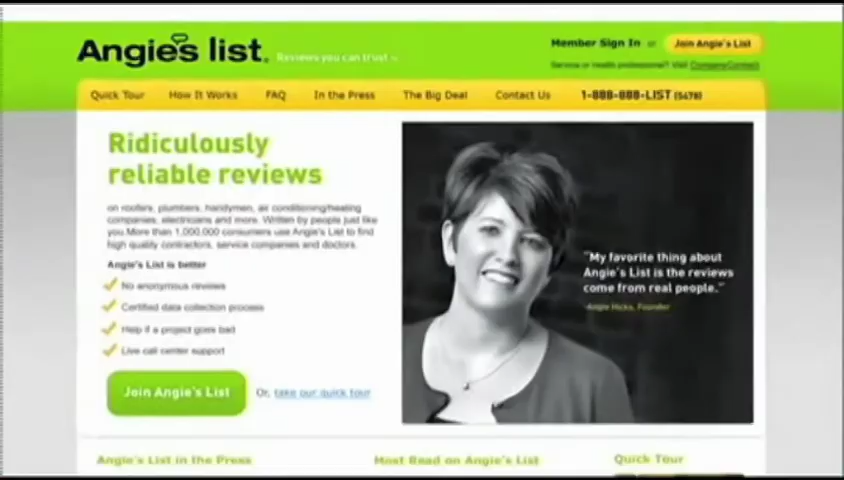 Angie's list.
Reviews you can trust
Member Sign In or
Join Angie's List
Service or health professional? Visit Company Connect
Quick Tour
How It Works
FAQ
In the Press
The Big Deal
Contact Us
1-888-888-LIST (5478)
Ridiculously
reliable reviews
on roofers, plumbers, handymen, air conditioning/heating
companies, electricians and more. Written by people just like
you.More than 1,000,000 consumers use Angie's List to find
high quality contractors, service companies and doctors.
Angie's List is better
No anonymous reviews
Certified data collection process
Help if a project goes bad
Live call center support
Join Angie's List
Or, take our quick tour
"My favorite thing about
Angie's List is the reviews
come from real people."
-Angie Hicks, Founder
Angie's List in the Press
Most Read on Angie's List
Quick Tour